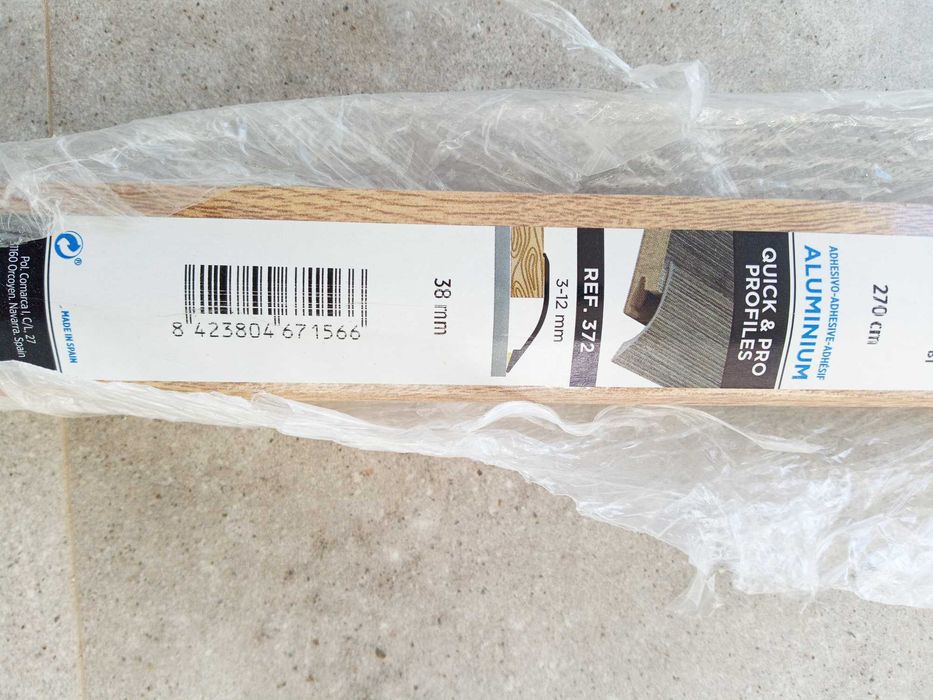 270 cm
ADHESIVO-ADHESIVE-ADHÉSIF
ALUMINIUM
QUICK & PRO
PROFILES
REF. 372
3-12 mm
38 mm
8 423804 671566
®
MADE IN SPAIN
Pol. Comarca I, C/L. 27
31160 Orcoyen. Navarra. Spain